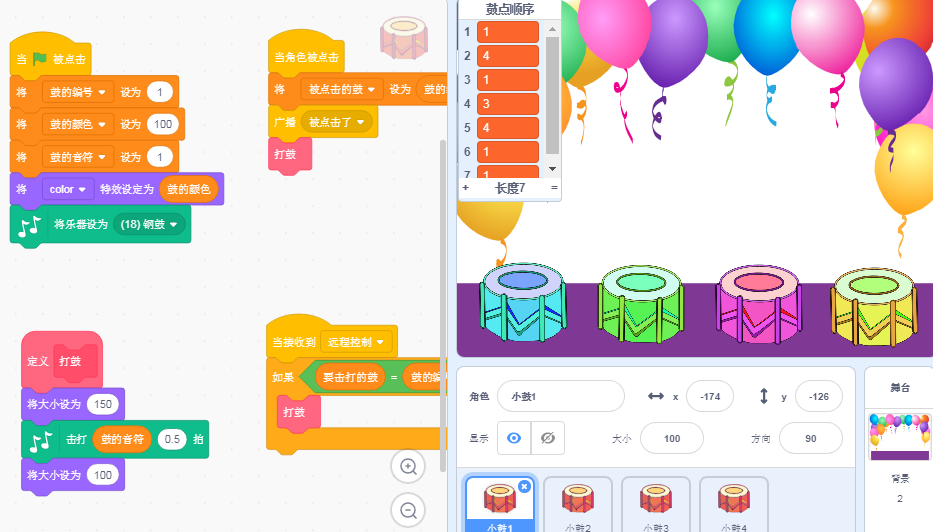 当 被点击
将 鼓的编号 设为 1
将 鼓的颜色 设为 100
将 鼓的音符 设为 1
将 color 特效设定为 鼓的颜色
将乐器设为 (18) 钢鼓
当角色被点击
将 被点击的鼓 设为 鼓的
广播 被点击了
打鼓
定义 打鼓
将大小设为 150
击打 鼓的音符 0.5 拍
将大小设为 100
当接收到 远程控制
如果 要击打的鼓 = 鼓的编
打鼓
鼓点顺序
1 1
2 4
3 1
4 3
5 4
6 1
7 1
+ 长度7 =
角色 小鼓1 x -174 y -126
显示 大小 100 方向 90
小鼓1 小鼓2 小鼓3 小鼓4
舞台
背景
2